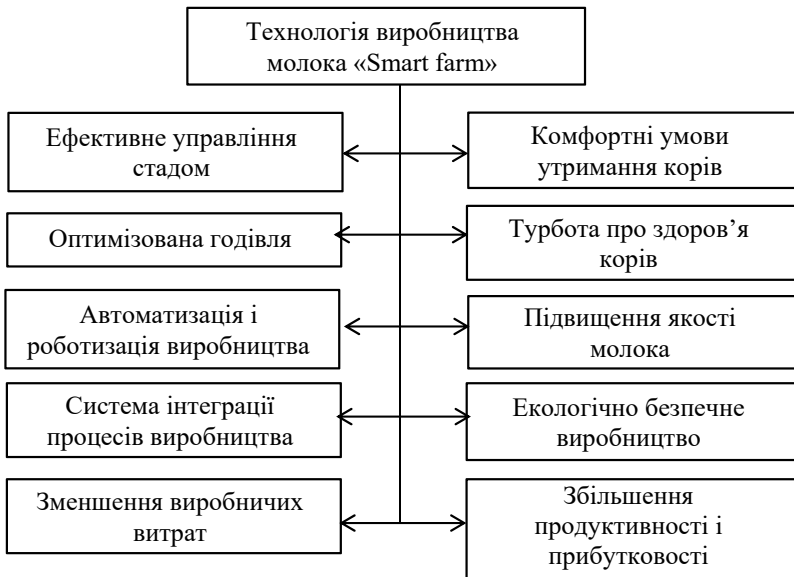 Технологія виробництва
молока «Smart farm»
Ефективне управління
стадом
Комфортні умови
утримання корів
Оптимізована годівля
Турбота про здоров’я
корів
Автоматизація і
роботизація виробництва
Підвищення якості
молока
Система інтеграції
процесів виробництва
Екологічно безпечне
виробництво
Зменшення виробничих
витрат
Збільшення
продуктивності і
прибутковості